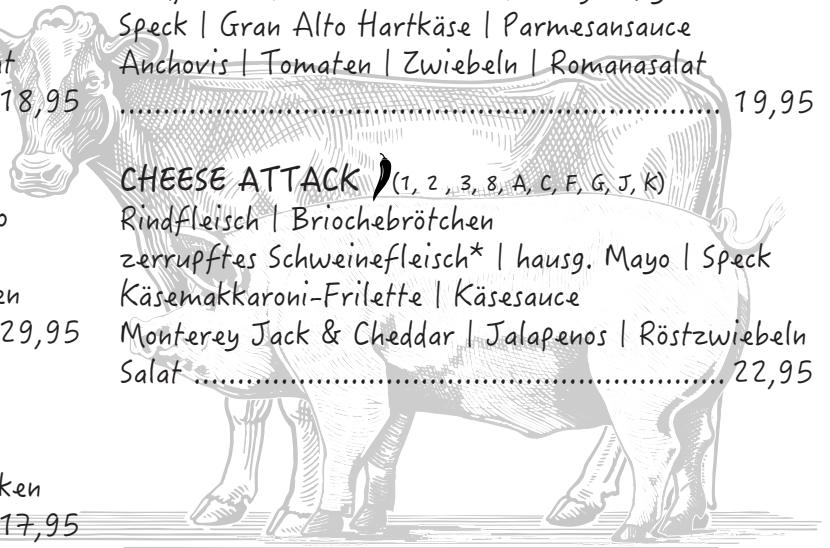 Speck | Gran Alto Hartkäse | Parmesansauce
Anchovis | Tomaten | Zwiebeln | Romanasalat
18,95
........................................................................ 19,95
CHEESE ATTACK (1, 2 , 3, 8, A, C, F, G, J, K)
Rindfleisch | Briochebrötchen
zerrupftes Schweinefleisch* | hausg. Mayo | Speck
Käsemakkaroni-Frilette | Käsesauce
29,95
Monterey Jack & Cheddar | Jalapenos | Röstzwiebeln
Salat ................................................................ 22,95
17,95